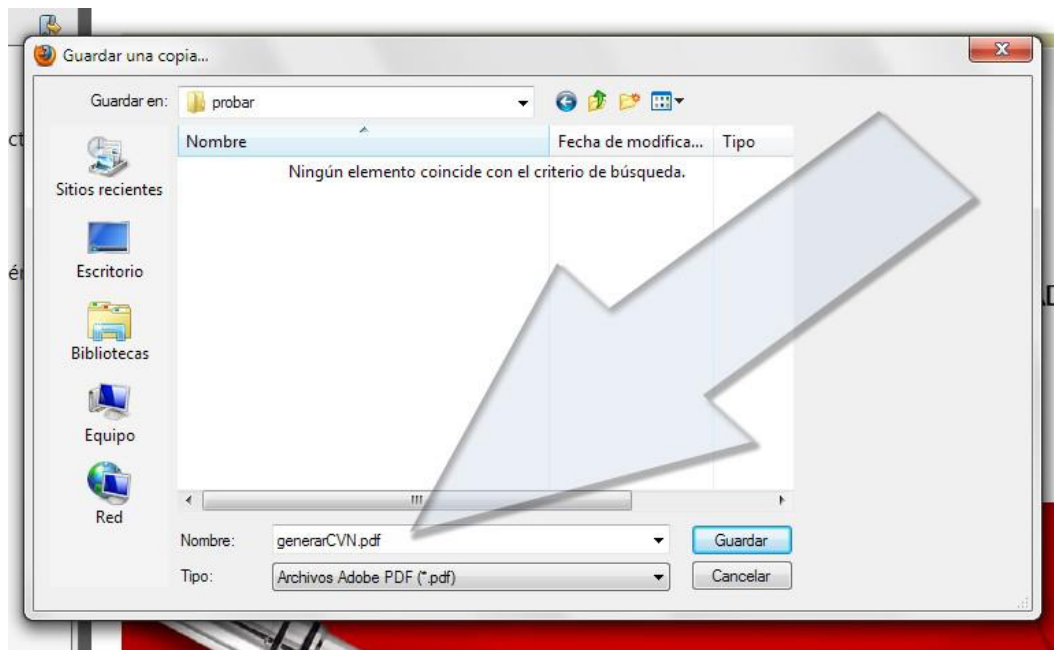 Guardar una copia...
Guardar en: probar
ct
Nombre Fecha de modifica... Tipo
Ningún elemento coincide con el criterio de búsqueda.
Sitios recientes
Escritorio
Bibliotecas
Equipo
Red
Nombre: generarCVN.pdf Guardar
Tipo: Archivos Adobe PDF (*.pdf) Cancelar